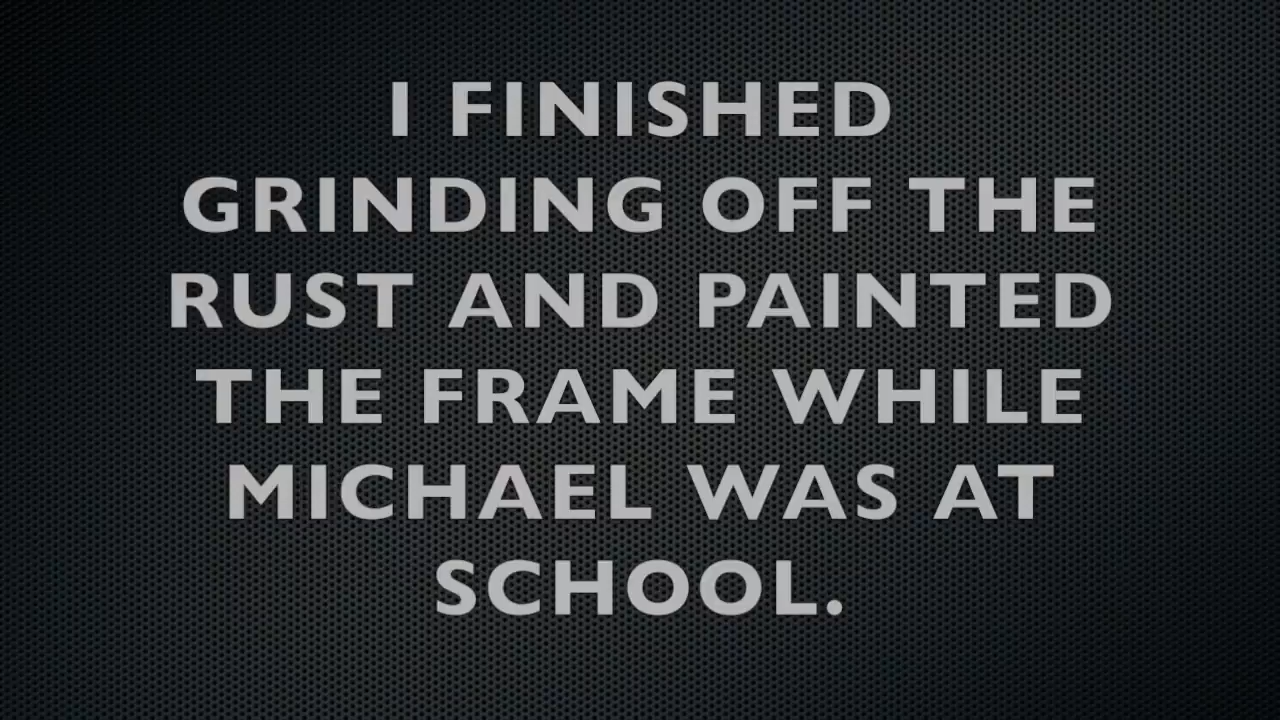 I FINISHED
GRINDING OFF THE
RUST AND PAINTED
THE FRAME WHILE
MICHAEL WAS AT
SCHOOL.